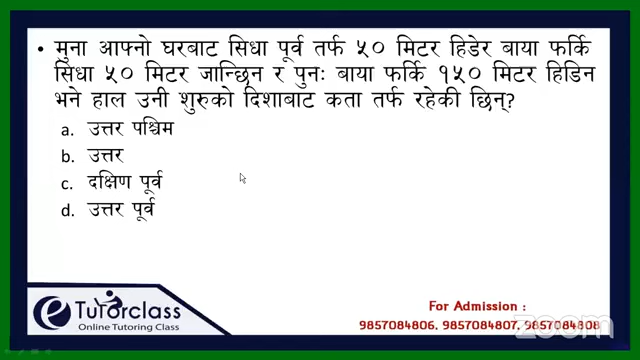 • मुना आफ्नो घरबाट सिधा पूर्व तर्फ ५० मिटर हिडेर बाया फर्कि
सिधा ५० मिटर जान्छिन र पुनः बाया फर्कि १५० मिटर हिडिन
भने हाल उनी शुरुको दिशाबाट कता तर्फ रहेकी छिन्?
a. उत्तर पश्चिम
b. उत्तर
c. दक्षिण पूर्व
d. उत्तर पूर्व
e Tutorclass
Online Tutoring Class
For Admission :
9857084806, 9857084807, 9857084808
zoom